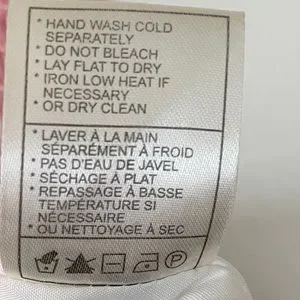 * HAND WASH COLD
SEPARATELY
* DO NOT BLEACH
* LAY FLAT TO DRY
* IRON LOW HEAT IF
NECESSARY
* OR DRY CLEAN
* LAVER À LA MAIN
SÉPARÉMENT À FROID
* PAS D'EAU DE JAVEL
* SÉCHAGE À PLAT
* REPASSAGE À BASSE
TEMPÉRATURE SI
NÉCESSAIRE
* OU NETTOYAGE À SEC
P